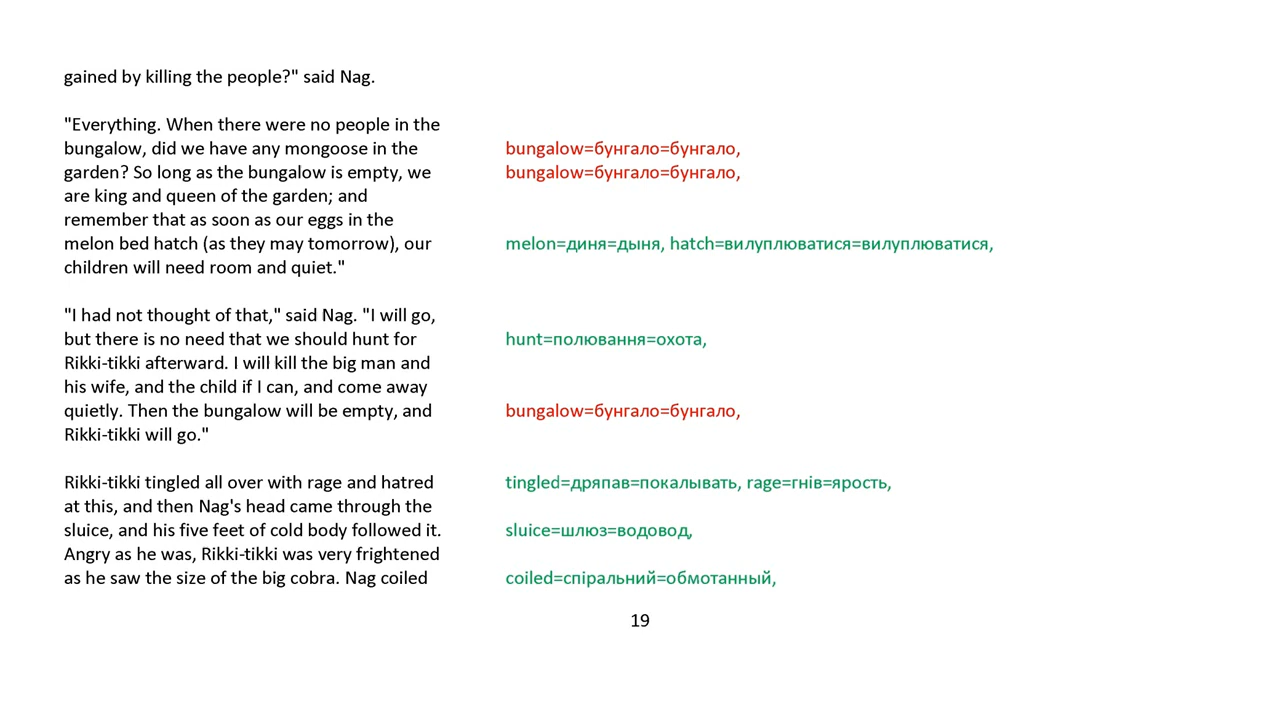 gained by killing the people?" said Nag.
"Everything. When there were no people in the
bungalow, did we have any mongoose in the
bungalow=бунгало=бунгало,
garden? So long as the bungalow is empty, we
bungalow=бунгало=бунгало,
are king and queen of the garden; and
remember that as soon as our eggs in the
melon bed hatch (as they may tomorrow), our
melon=диня=дыня, hatch=вилуплюватися=вилуплюватися,
children will need room and quiet."
"I had not thought of that," said Nag. "I will go,
but there is no need that we should hunt for
hunt=полювання=охота,
Rikki-tikki afterward. I will kill the big man and
his wife, and the child if I can, and come away
quietly. Then the bungalow will be empty, and
bungalow=бунгало=бунгало,
Rikki-tikki will go."
Rikki-tikki tingled all over with rage and hatred
tingled=дряпав=покалывать, rage=гнів=ярость,
at this, and then Nag's head came through the
sluice, and his five feet of cold body followed it.
sluice=шлюз=водовод,
Angry as he was, Rikki-tikki was very frightened
as he saw the size of the big cobra. Nag coiled
coiled=спіральний=обмотанный,
19